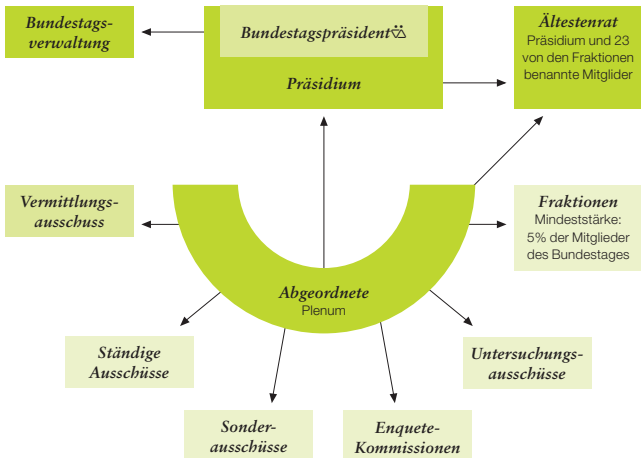 Bundestags-
verwaltung
Bundestagspräsident
Präsidium
Ältestenrat
Präsidium und 23
von den Fraktionen
benannte Mitglider
Vermittlungs-
ausschuss
Fraktionen
Mindeststärke:
5% der Mitglieder
des Bundestages
Abgeordnete
Plenum
Ständige
Ausschüsse
Untersuchungs-
ausschüsse
Sonder-
ausschüsse
Enquete-
Kommissionen